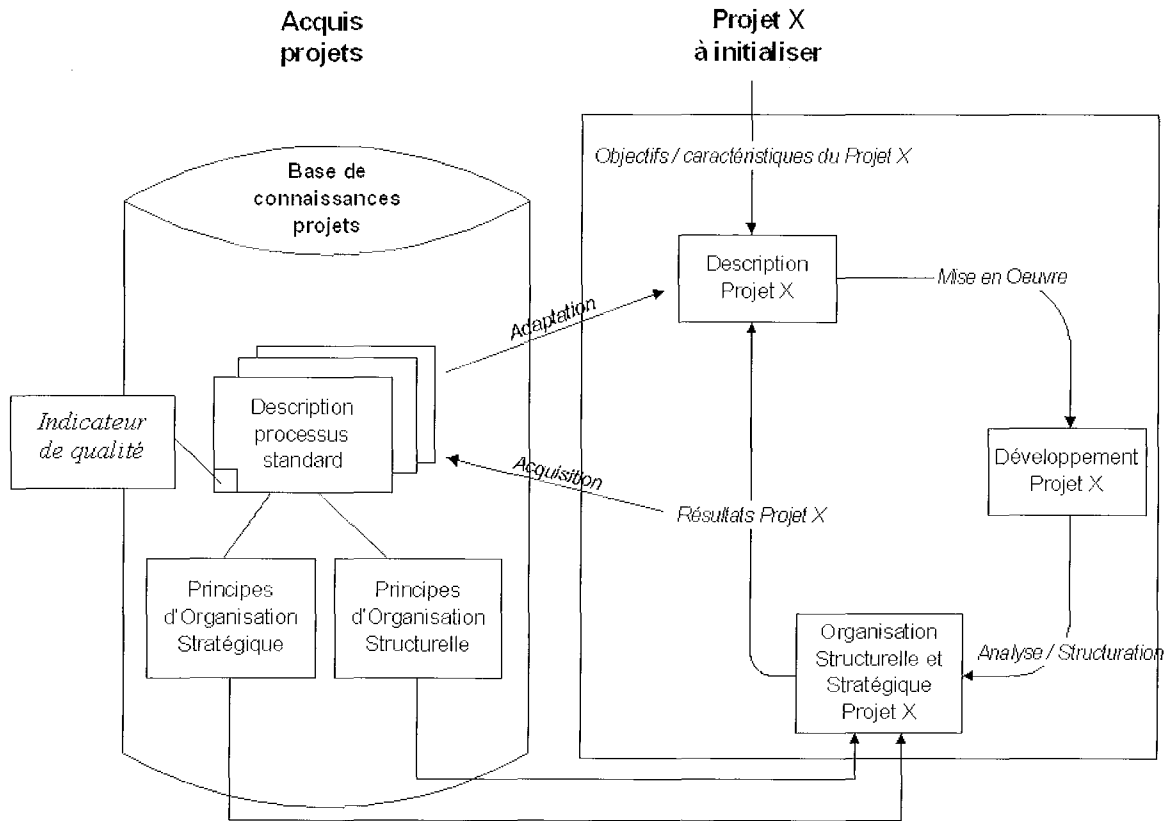 Acquis
projets
Projet X
à initialiser
Objectifs / caractéristiques du Projet X
Base de
connaissances
projets
Description
Projet X
Mise en Oeuvre
Adaptation
Indicateur
de qualité
Description
processus
standard
Développement
Projet X
Acquisition
Résultats Projet X
Principes
d'Organisation
Stratégique
Principes
d'Organisation
Structurelle
Organisation
Structurelle et
Stratégique
Projet X
Analyse / Structuration